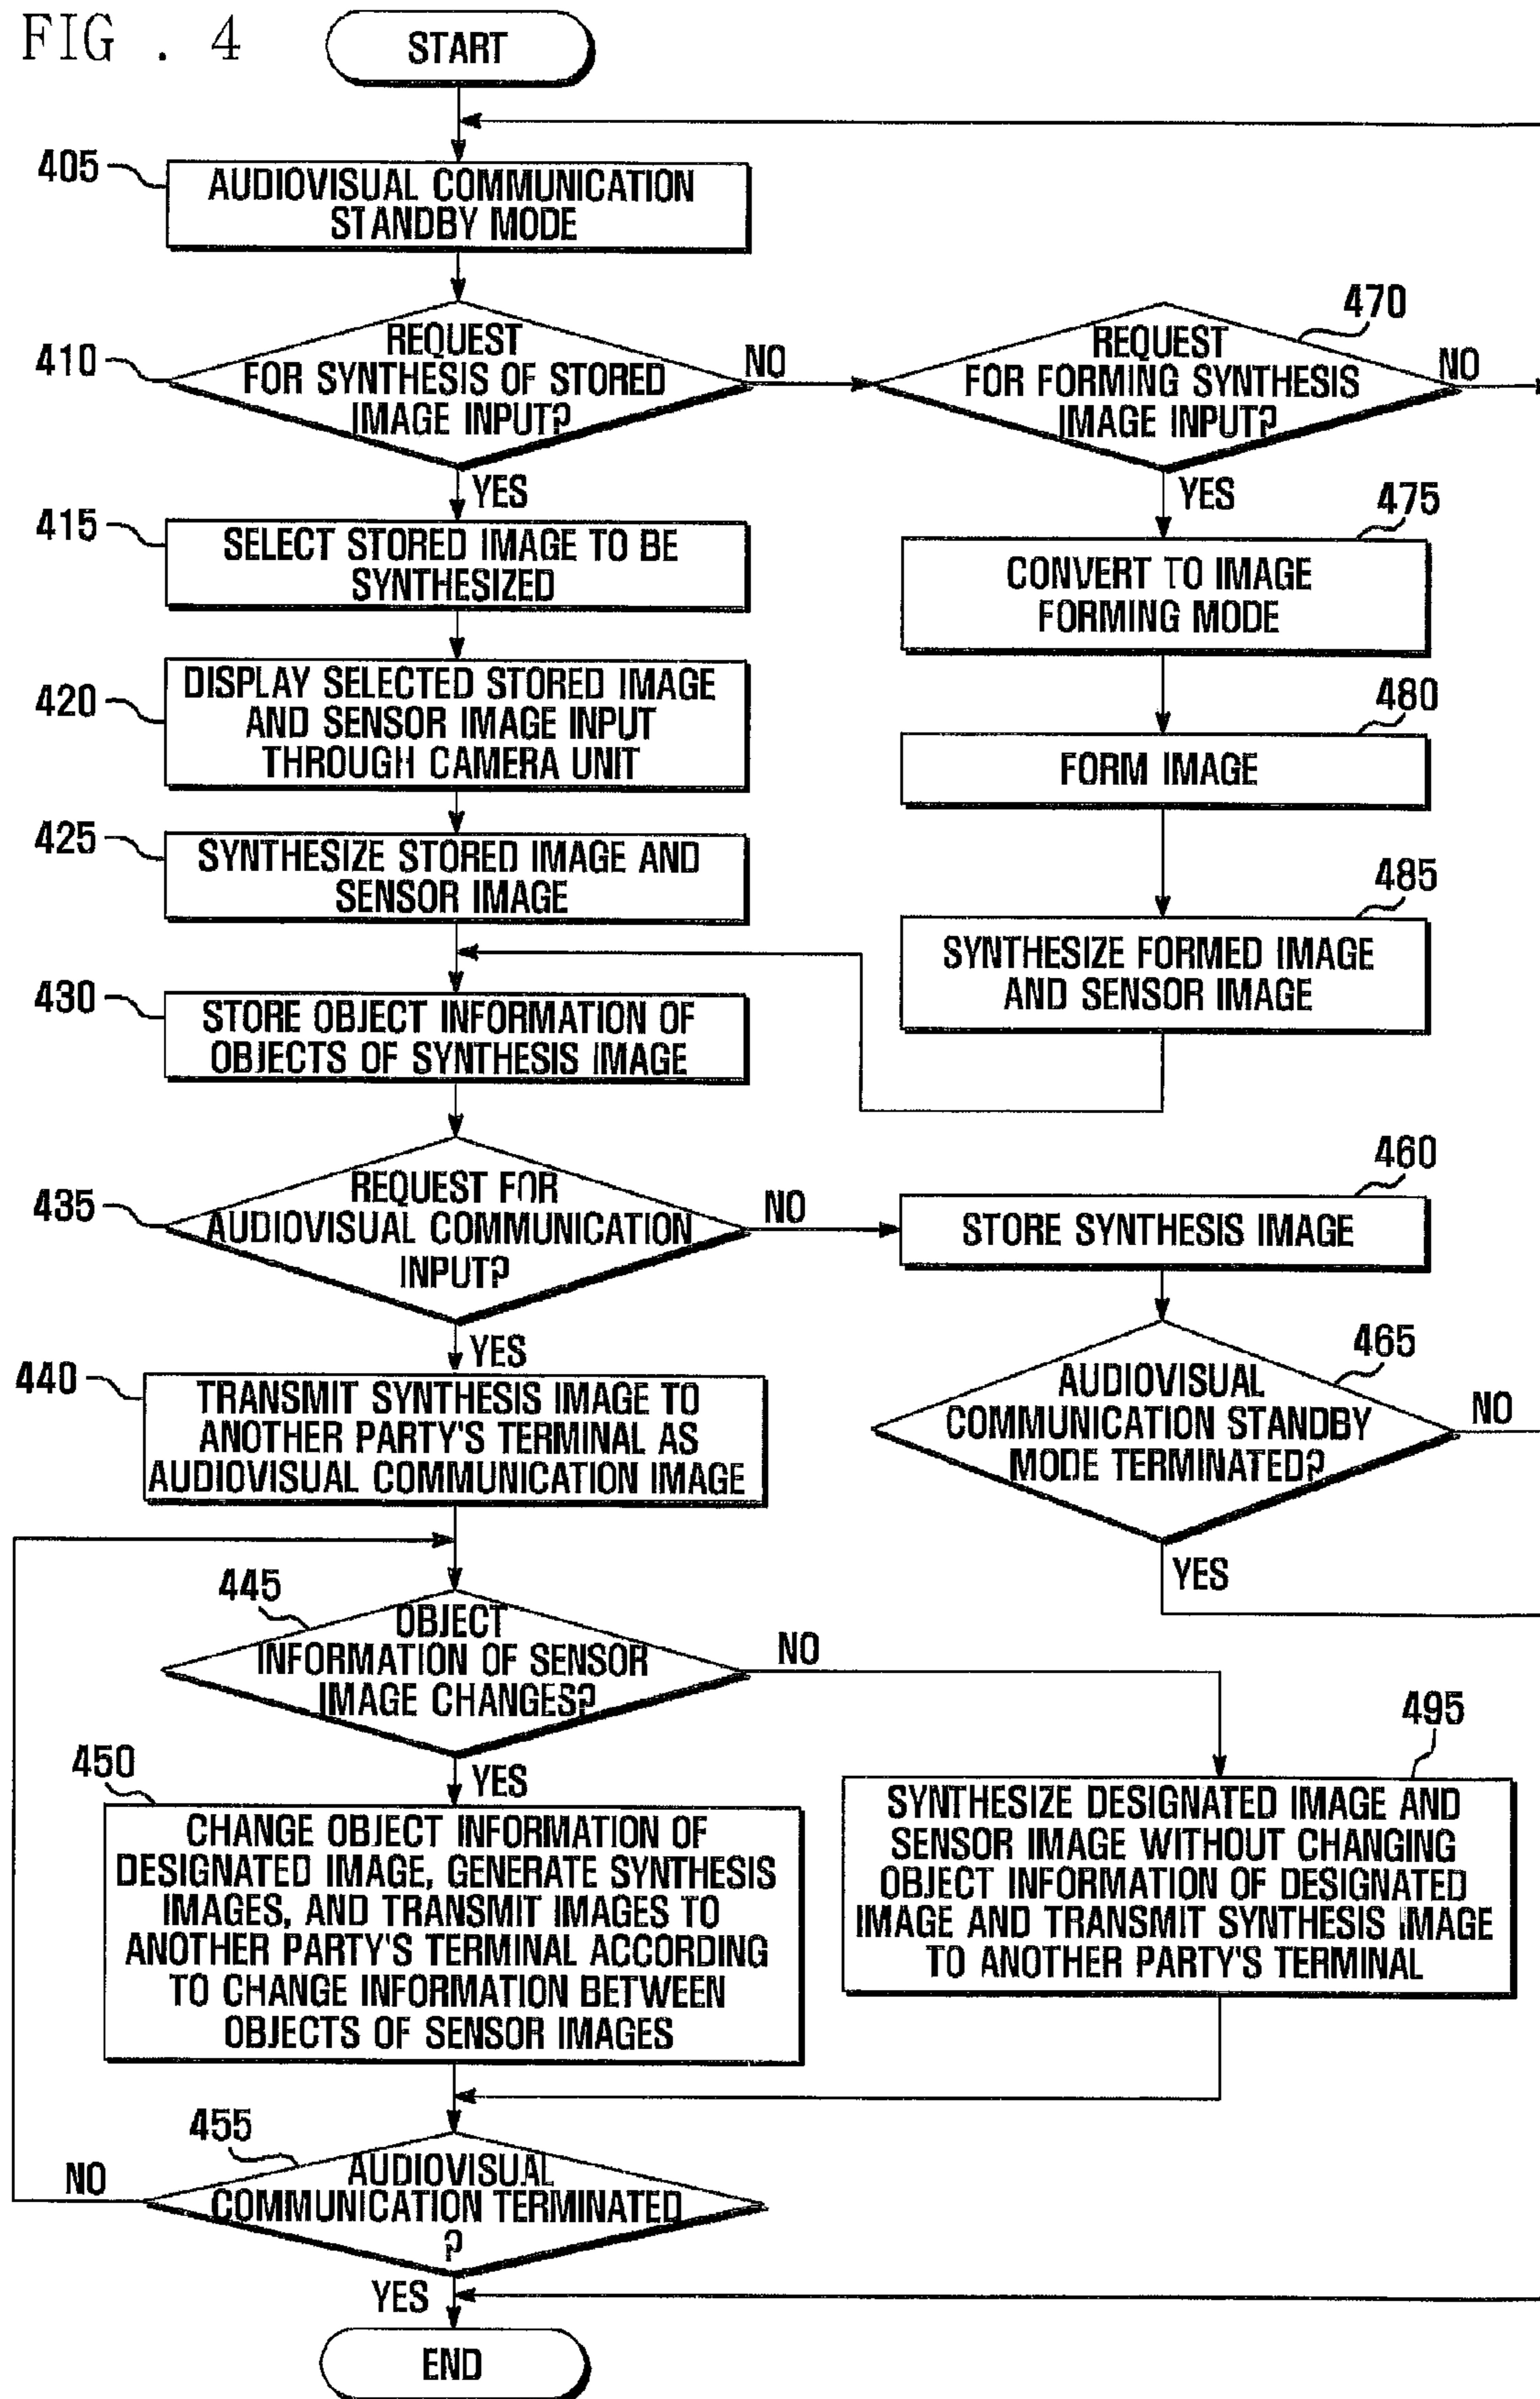 FIG . 4
START
405
AUDIOVISUAL COMMUNICATION
STANDBY MODE
410
REQUEST
FOR SYNTHESIS OF STORED
IMAGE INPUT?
NO
YES
470
REQUEST
FOR FORMING SYNTHESIS
IMAGE INPUT?
NO
YES
415
SELECT STORED IMAGE TO BE
SYNTHESIZED
475
CONVERT TO IMAGE
FORMING MODE
420
DISPLAY SELECTED STORED IMAGE
AND SENSOR IMAGE INPUT
THROUGH CAMERA UNIT
480
FORM IMAGE
425
SYNTHESIZE STORED IMAGE AND
SENSOR IMAGE
485
SYNTHESIZE FORMED IMAGE
AND SENSOR IMAGE
430
STORE OBJECT INFORMATION OF
OBJECTS OF SYNTHESIS IMAGE
435
REQUEST FOR
AUDIOVISUAL COMMUNICATION
INPUT?
NO
YES
460
STORE SYNTHESIS IMAGE
465
AUDIOVISUAL
COMMUNICATION STANDBY
MODE TERMINATED?
NO
YES
440
TRANSMIT SYNTHESIS IMAGE TO
ANOTHER PARTY'S TERMINAL AS
AUDIOVISUAL COMMUNICATION IMAGE
445
OBJECT
INFORMATION OF SENSOR
IMAGE CHANGES?
NO
YES
450
CHANGE OBJECT INFORMATION OF
DESIGNATED IMAGE, GENERATE SYNTHESIS
IMAGES, AND TRANSMIT IMAGES TO
ANOTHER PARTY'S TERMINAL ACCORDING
TO CHANGE INFORMATION BETWEEN
OBJECTS OF SENSOR IMAGES
495
SYNTHESIZE DESIGNATED IMAGE AND
SENSOR IMAGE WITHOUT CHANGING
OBJECT INFORMATION OF DESIGNATED
IMAGE AND TRANSMIT SYNTHESIS IMAGE
TO ANOTHER PARTY'S TERMINAL
455
AUDIOVISUAL
COMMUNICATION TERMINATED
?
NO
YES
END